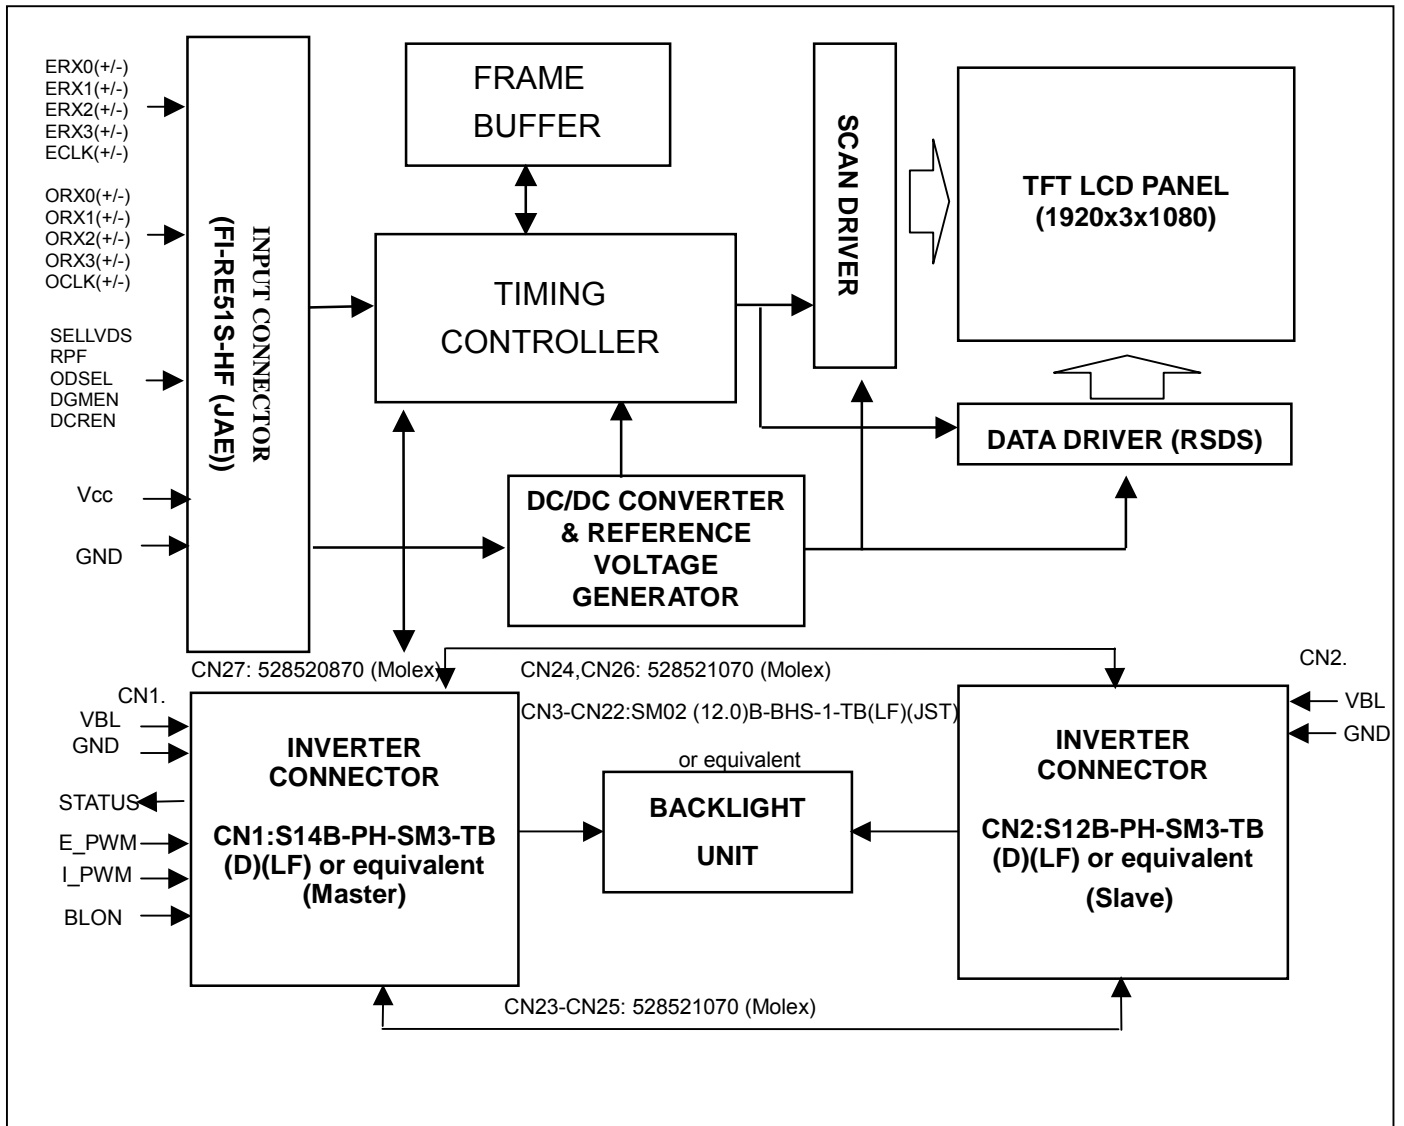 ERX0(+/-)
ERX1(+/-)
ERX2(+/-)
ERX3(+/-)
ECLK(+/-)
ORX0(+/-)
ORX1(+/-)
ORX2(+/-)
ORX3(+/-)
OCLK(+/-)
SELLVDS
RPF
ODSEL
DGMEN
DCREN
Vcc
GND
INPUT CONNECTOR
(FI-RE51S-HF (JAE))
FRAME
BUFFER
TIMING
CONTROLLER
SCAN DRIVER
TFT LCD PANEL
(1920x3x1080)
DATA DRIVER (RSDS)
DC/DC CONVERTER
& REFERENCE
VOLTAGE
GENERATOR
CN27: 528520870 (Molex)
CN24,CN26: 528521070 (Molex)
CN3-CN22:SM02 (12.0)B-BHS-1-TB(LF)(JST)
or equivalent
CN1.
VBL
GND
STATUS
E_PWM
I_PWM
BLON
INVERTER
CONNECTOR
CN1:S14B-PH-SM3-TB
(D)(LF) or equivalent
(Master)
BACKLIGHT
UNIT
INVERTER
CONNECTOR
CN2:S12B-PH-SM3-TB
(D)(LF) or equivalent
(Slave)
CN2.
VBL
GND
CN23-CN25: 528521070 (Molex)